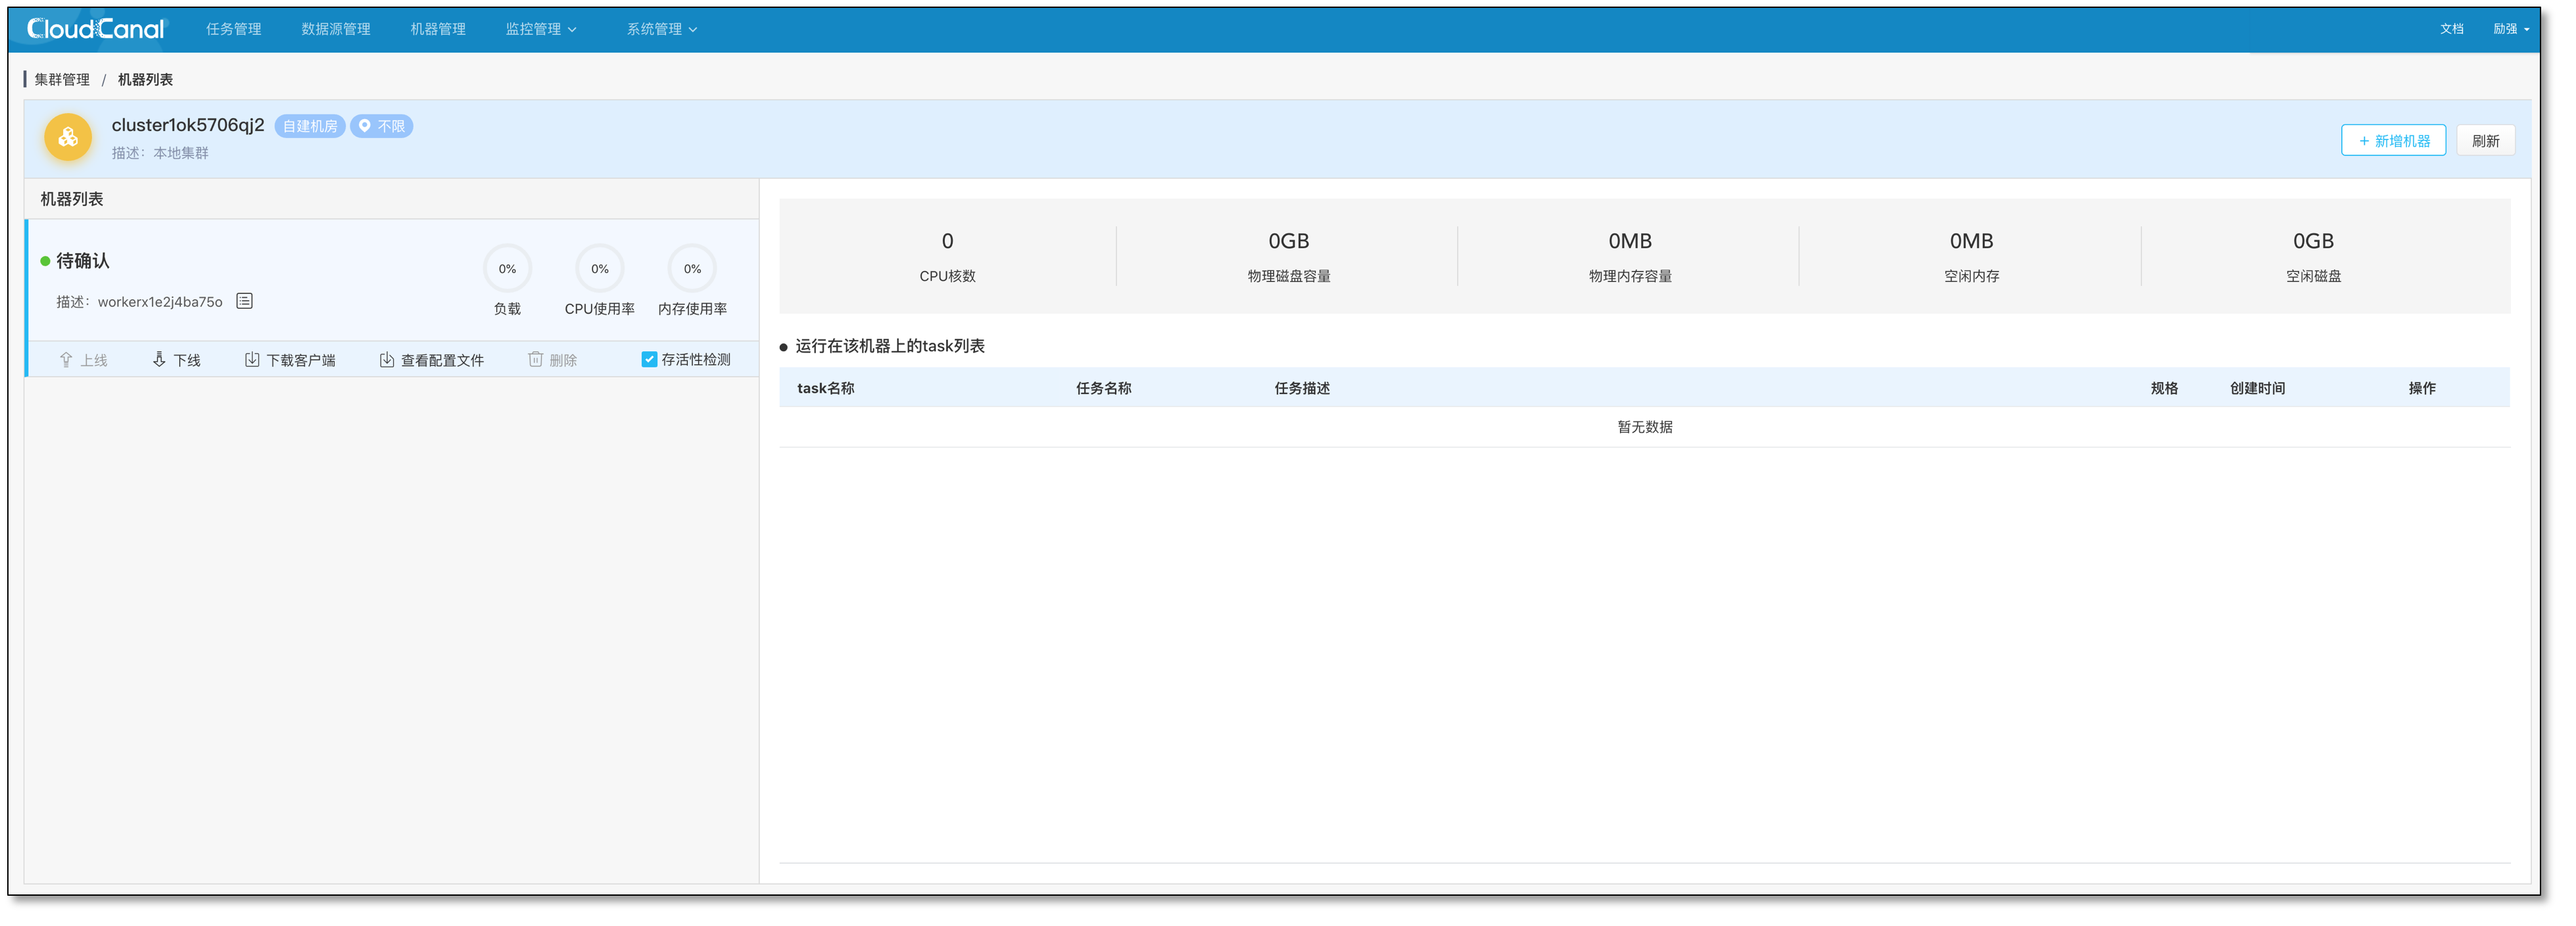 CloudCanal 任务管理 数据源管理 机器管理 监控管理 系统管理 文档 励强
集群管理 / 机器列表
cluster1ok5706qj2 自建机房 不限
描述：本地集群
+ 新增机器 刷新
机器列表
待确认
描述：workerx1e2j4ba75o
0% 0% 0%
负载 CPU使用率 内存使用率
上线 下线 下载客户端 查看配置文件 删除 存活性检测
0 0GB 0MB 0MB 0GB
CPU核数 物理磁盘容量 物理内存容量 空闲内存 空闲磁盘
运行在该机器上的task列表
task名称 任务名称 任务描述 规格 创建时间 操作
暂无数据